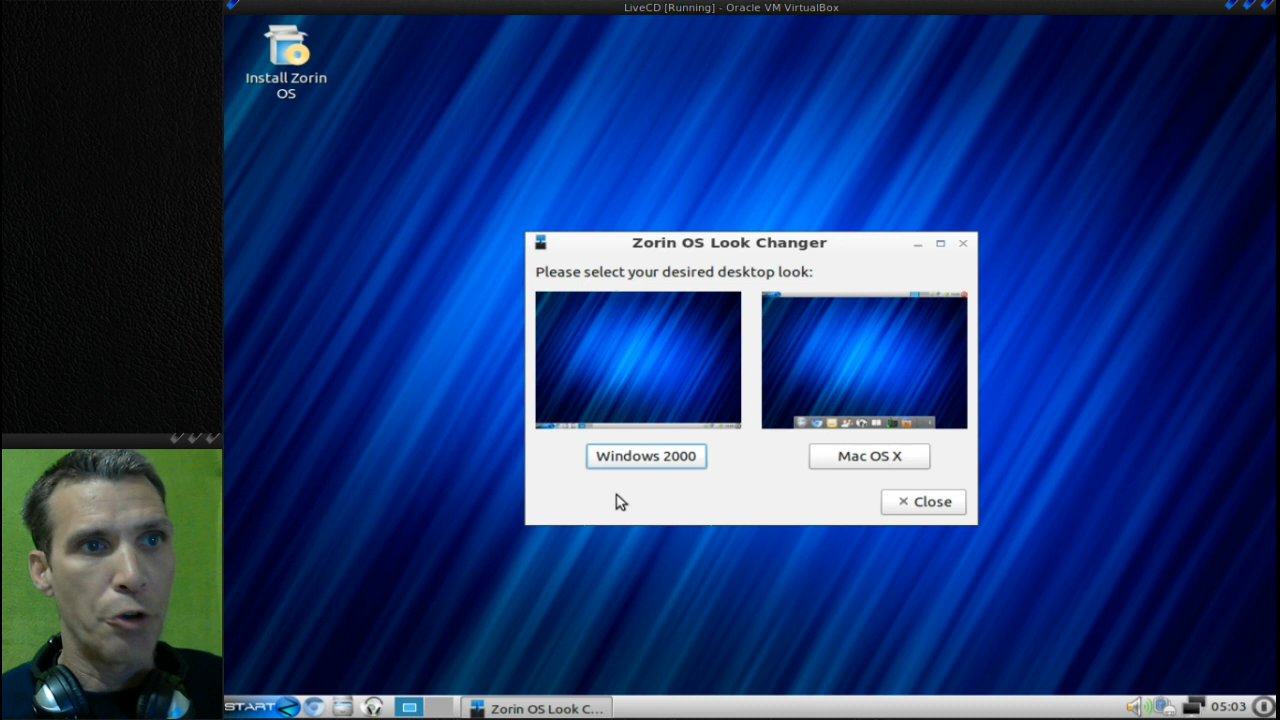 LiveCD [Running] - Oracle VM VirtualBox
Install Zorin
OS
Zorin OS Look Changer
Please select your desired desktop look:
Windows 2000
Mac OS X
Close
START
Zorin OS Look C...
05:03